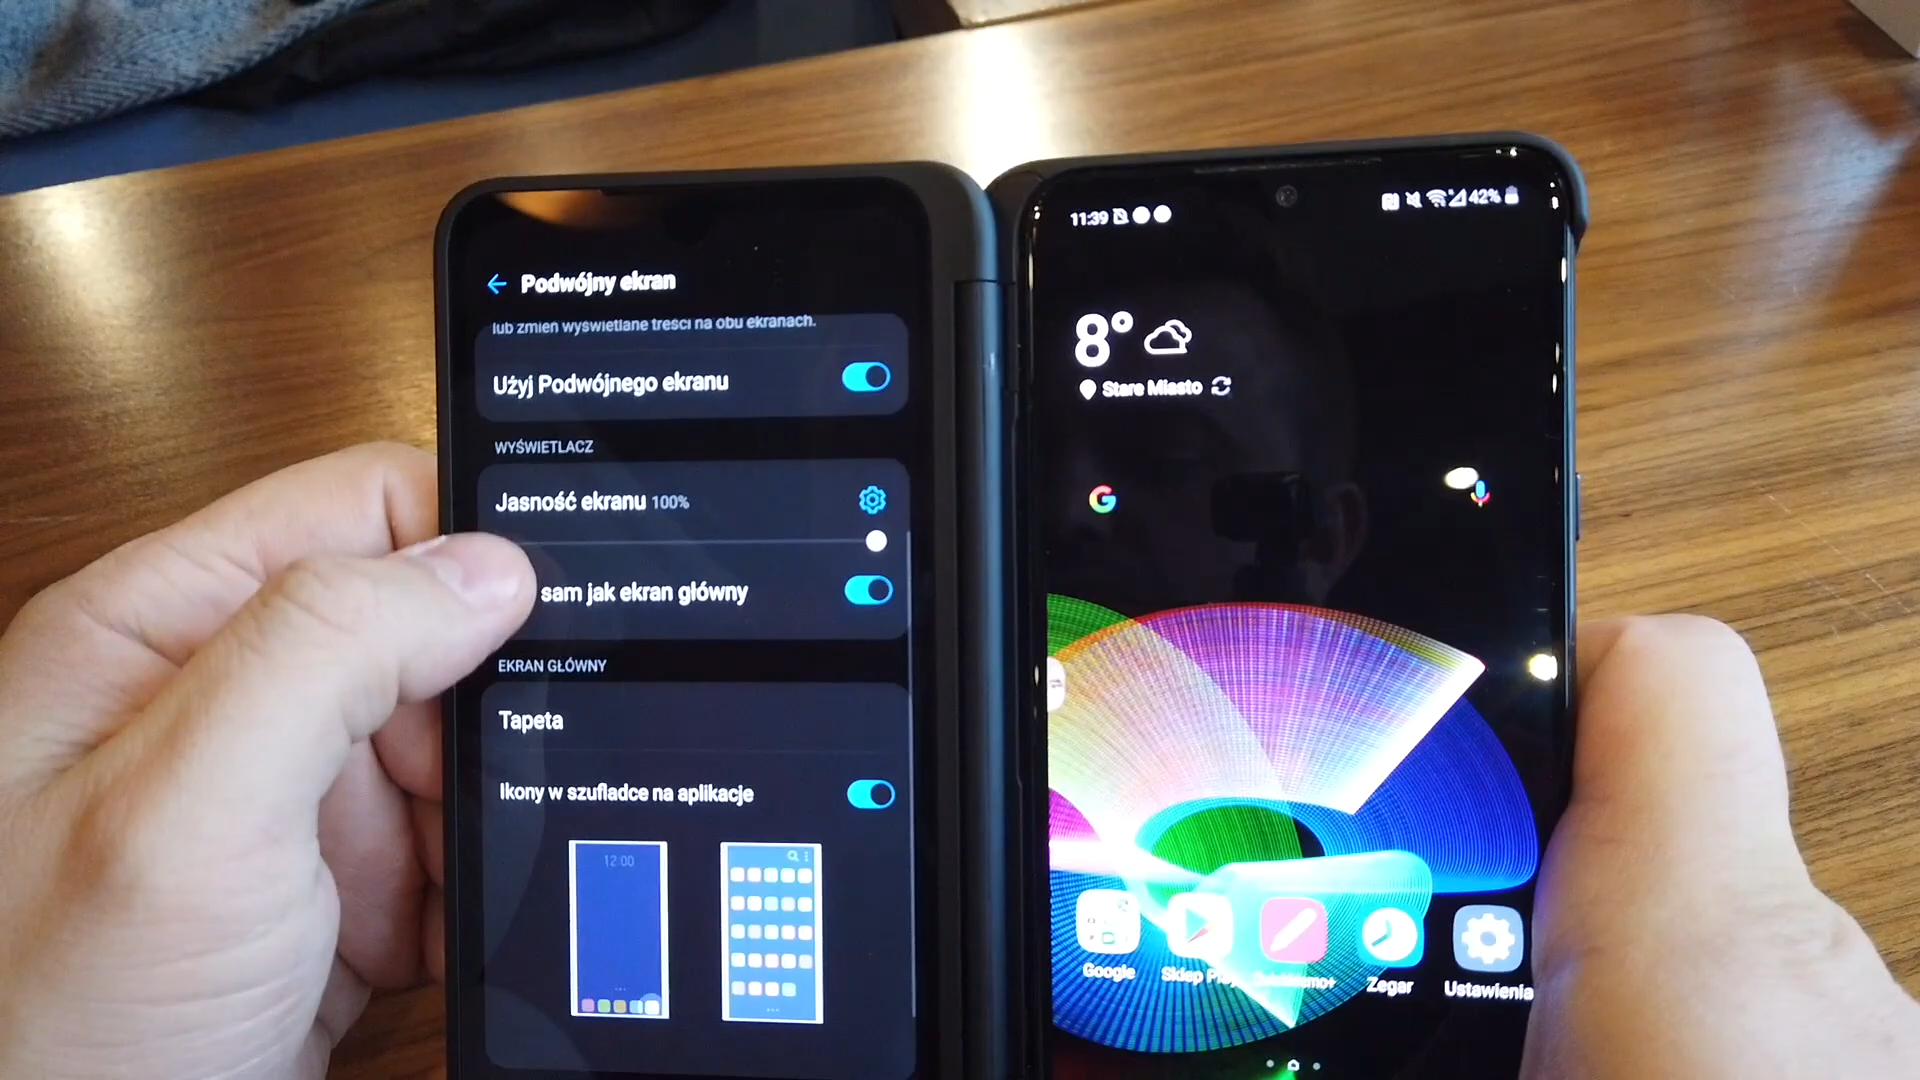 Podwójny ekran
lub zmień wyświetlane treści na obu ekranach.
Użyj Podwójnego ekranu
WYŚWIETLACZ
Jasność ekranu 100%
sam jak ekran główny
EKRAN GŁÓWNY
Tapeta
Ikony w szufladce na aplikacje
12:00
11:39
42%
8°
Stare Miasto
G
Google
Sklep
Zegar
Ustawienia